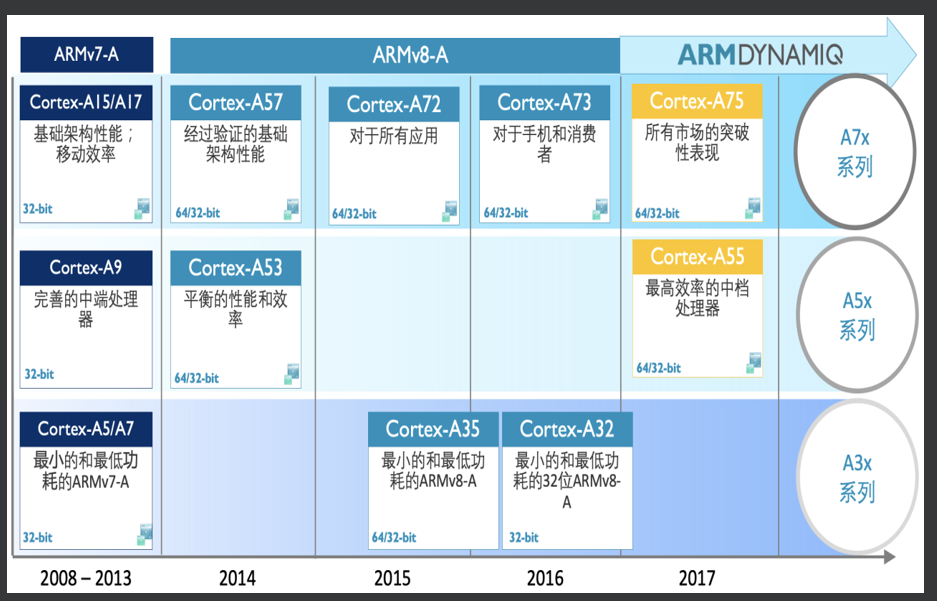 ARMv7-A
ARMv8-A
ARMDYNAMIQ
Cortex-A15/A17
基础架构性能；
移动效率
32-bit
Cortex-A57
经过验证的基础
架构性能
64/32-bit
Cortex-A72
对于所有应用
64/32-bit
Cortex-A73
对于手机和消费
者
64/32-bit
Cortex-A75
所有市场的突破
性表现
64/32-bit
A7x
系列
Cortex-A9
完善的中端处理
器
32-bit
Cortex-A53
平衡的性能和效
率
64/32-bit
Cortex-A55
最高效率的中档
处理器
64/32-bit
A5x
系列
Cortex-A5/A7
最小的和最低功
耗的ARMv7-A
32-bit
Cortex-A35
最小的和最低功
耗的ARMv8-A
64/32-bit
Cortex-A32
最小的和最低功
耗的32位ARMv8-
A
32-bit
A3x
系列
2008 – 2013
2014
2015
2016
2017